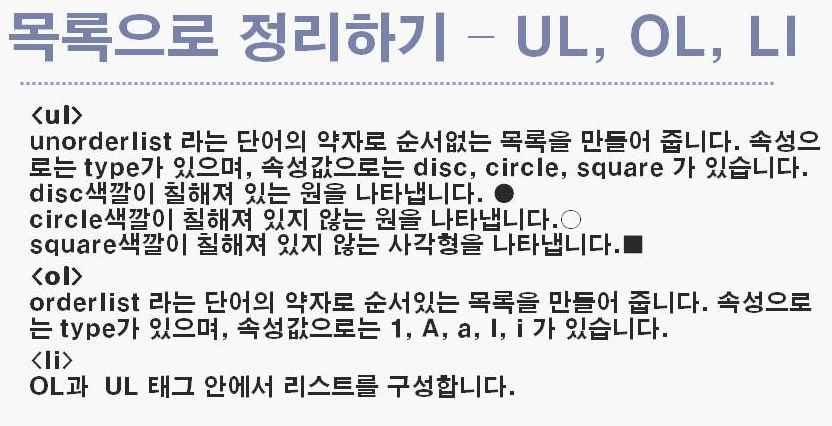 목록으로 정리하기 – UL, OL, LI
<ul>
unorderlist 라는 단어의 약자로 순서없는 목록을 만들어 줍니다. 속성으
로는 type가 있으며, 속성값으로는 disc, circle, square 가 있습니다.
disc색깔이 칠해져 있는 원을 나타냅니다. ●
circle색깔이 칠해져 있지 않는 원을 나타냅니다.○
square색깔이 칠해져 있지 않는 사각형을 나타냅니다.■
<ol>
orderlist 라는 단어의 약자로 순서있는 목록을 만들어 줍니다. 속성으로
는 type가 있으며, 속성값으로는 1, A, a, I, i 가 있습니다.
<li>
OL과 UL 태그 안에서 리스트를 구성합니다.